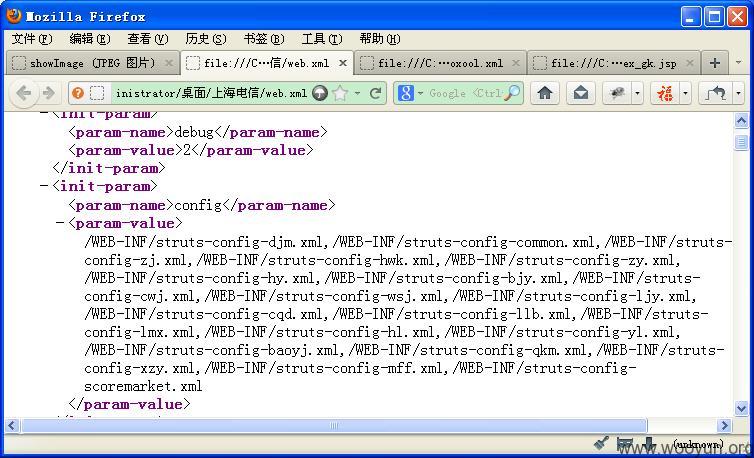 Mozilla Firefox
文件(F) 编辑(E) 查看(V) 历史(S) 书签(B) 工具(T) 帮助(H)
showImage (JPEG 图片) file:///C...信/web.xml file:///C...oxool.xml file:///C...ex_gk.jsp
inistrator/桌面/上海电信/web.xml Google <Ctrl 福
<init-param>
<param-name>debug</param-name>
<param-value>2</param-value>
</init-param>
<init-param>
<param-name>config</param-name>
<param-value>
/WEB-INF/struts-config-djm.xml,/WEB-INF/struts-config-common.xml,/WEB-INF/struts-
config-zj.xml,/WEB-INF/struts-config-hwk.xml,/WEB-INF/struts-config-zy.xml,
/WEB-INF/struts-config-hy.xml,/WEB-INF/struts-config-bjy.xml,/WEB-INF/struts-
config-cwj.xml,/WEB-INF/struts-config-wsj.xml,/WEB-INF/struts-config-ljy.xml,
/WEB-INF/struts-config-cqd.xml,/WEB-INF/struts-config-llb.xml,/WEB-INF/struts-
config-lmx.xml,/WEB-INF/struts-config-hl.xml,/WEB-INF/struts-config-yl.xml,
/WEB-INF/struts-config-baoyj.xml,/WEB-INF/struts-config-qkm.xml,/WEB-INF/struts-
config-xzy.xml,/WEB-INF/struts-config-mff.xml,/WEB-INF/struts-config-
scoremarket.xml
</param-value>
(unknown)
www.wooyun.org